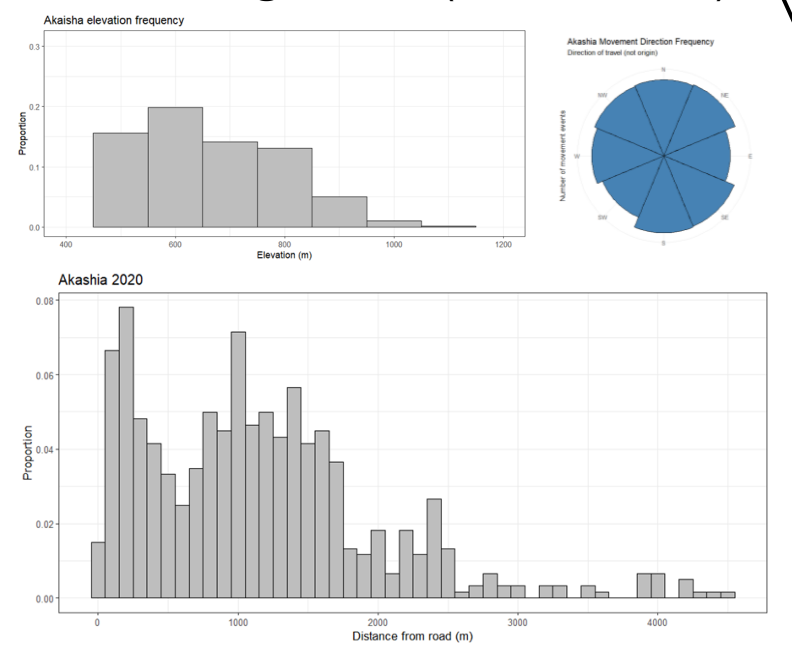 Akaisha elevation frequency
0.3
0.2
0.1
0.0
Proportion
400 600 800 1000 1200
Elevation (m)
Akashia Movement Direction Frequency
Direction of travel (not origin)
Number of movement events
N
NW NE
W E
SW SE
S
Akashia 2020
0.08
0.06
0.04
0.02
0.00
Proportion
0 1000 2000 3000 4000
Distance from road (m)